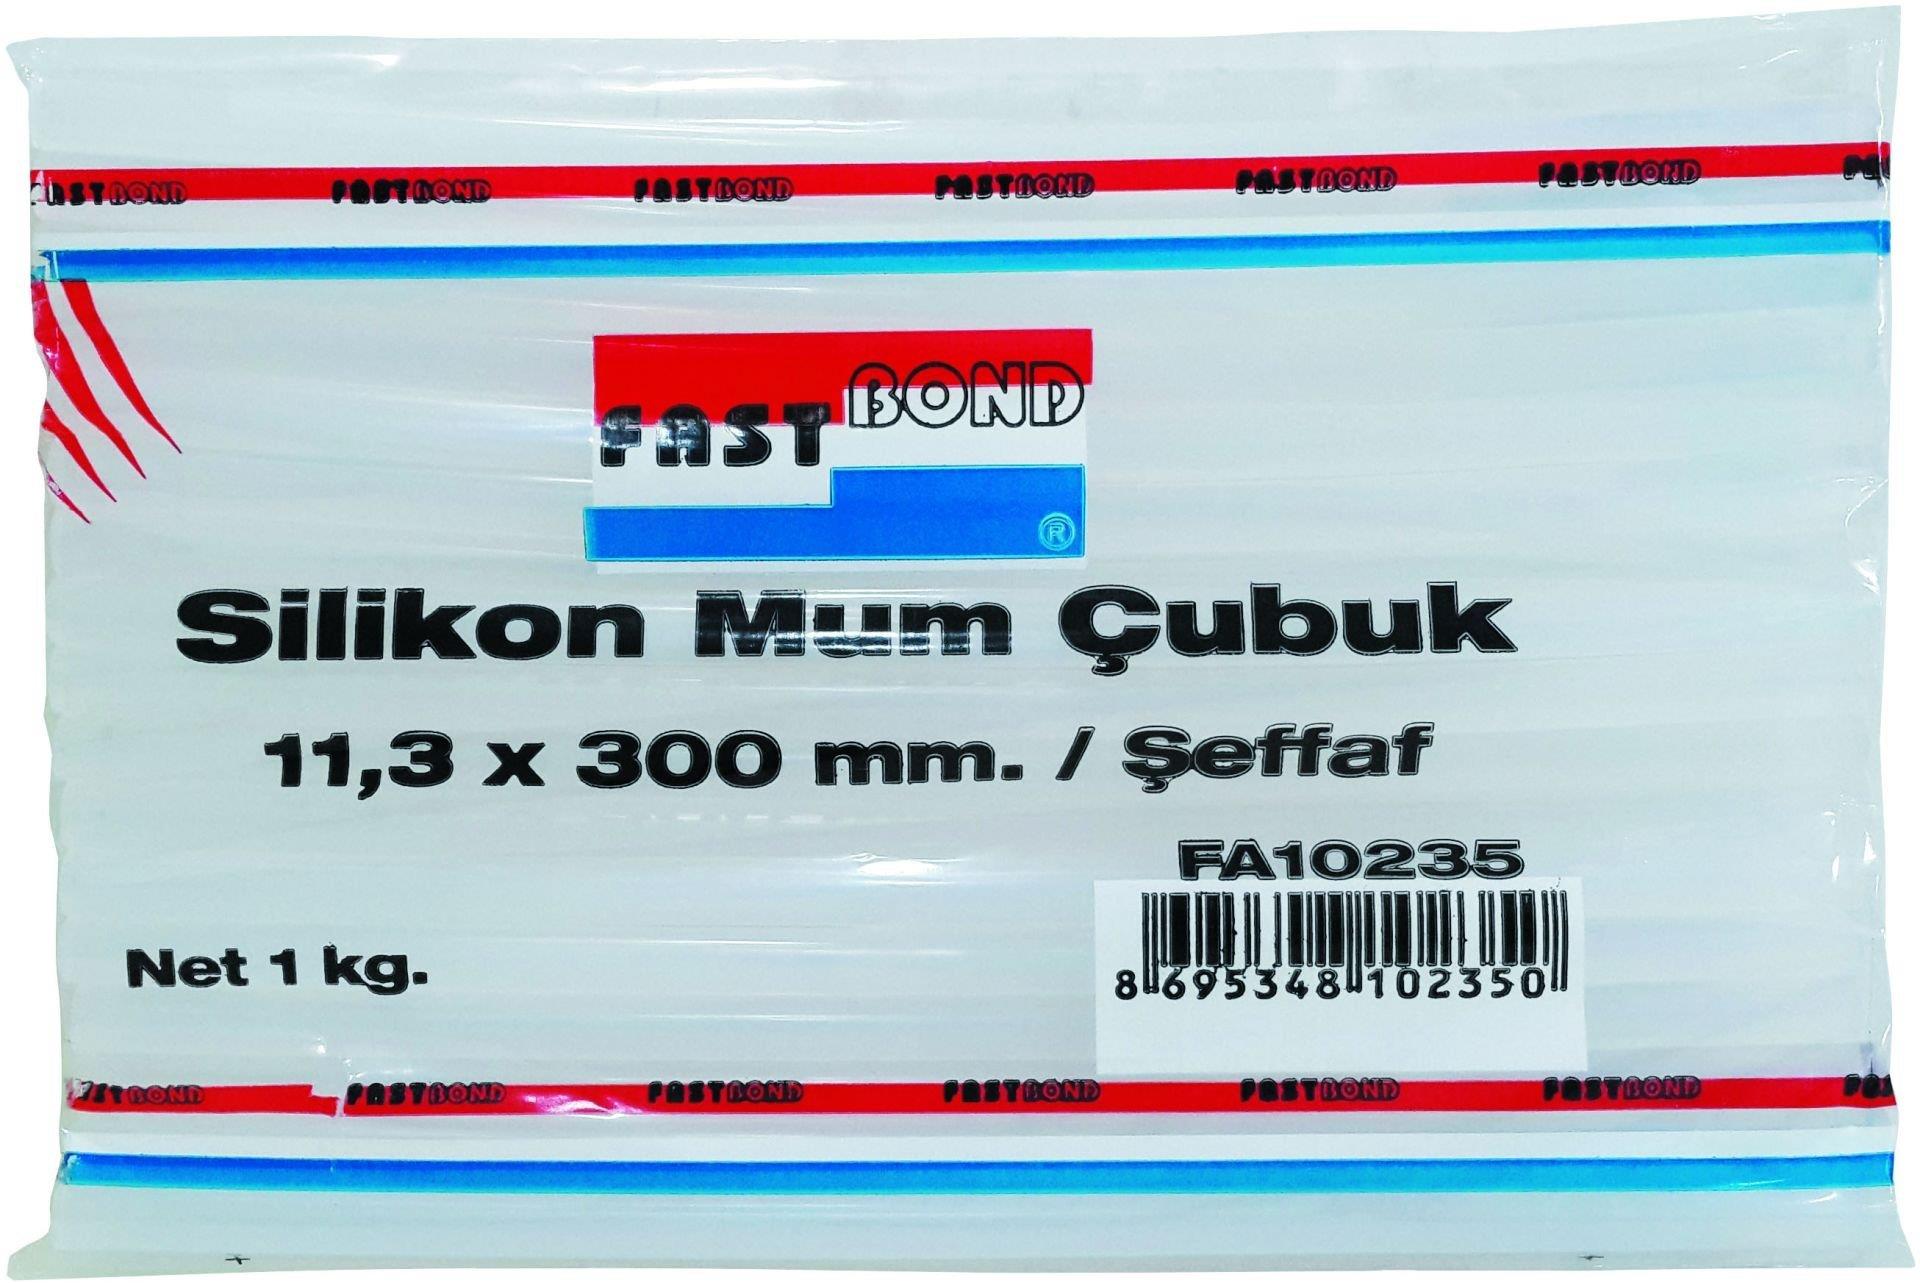 FASTBOND FASTBOND FASTBOND FASTBOND FASTBOND FASTBOND
FAST BOND
®
Silikon Mum Çubuk
11,3 x 300 mm. / Şeffaf
FA10235
Net 1 kg.
8 695348 102350
FASTBOND FASTBOND FASTBOND FASTBOND FASTBOND